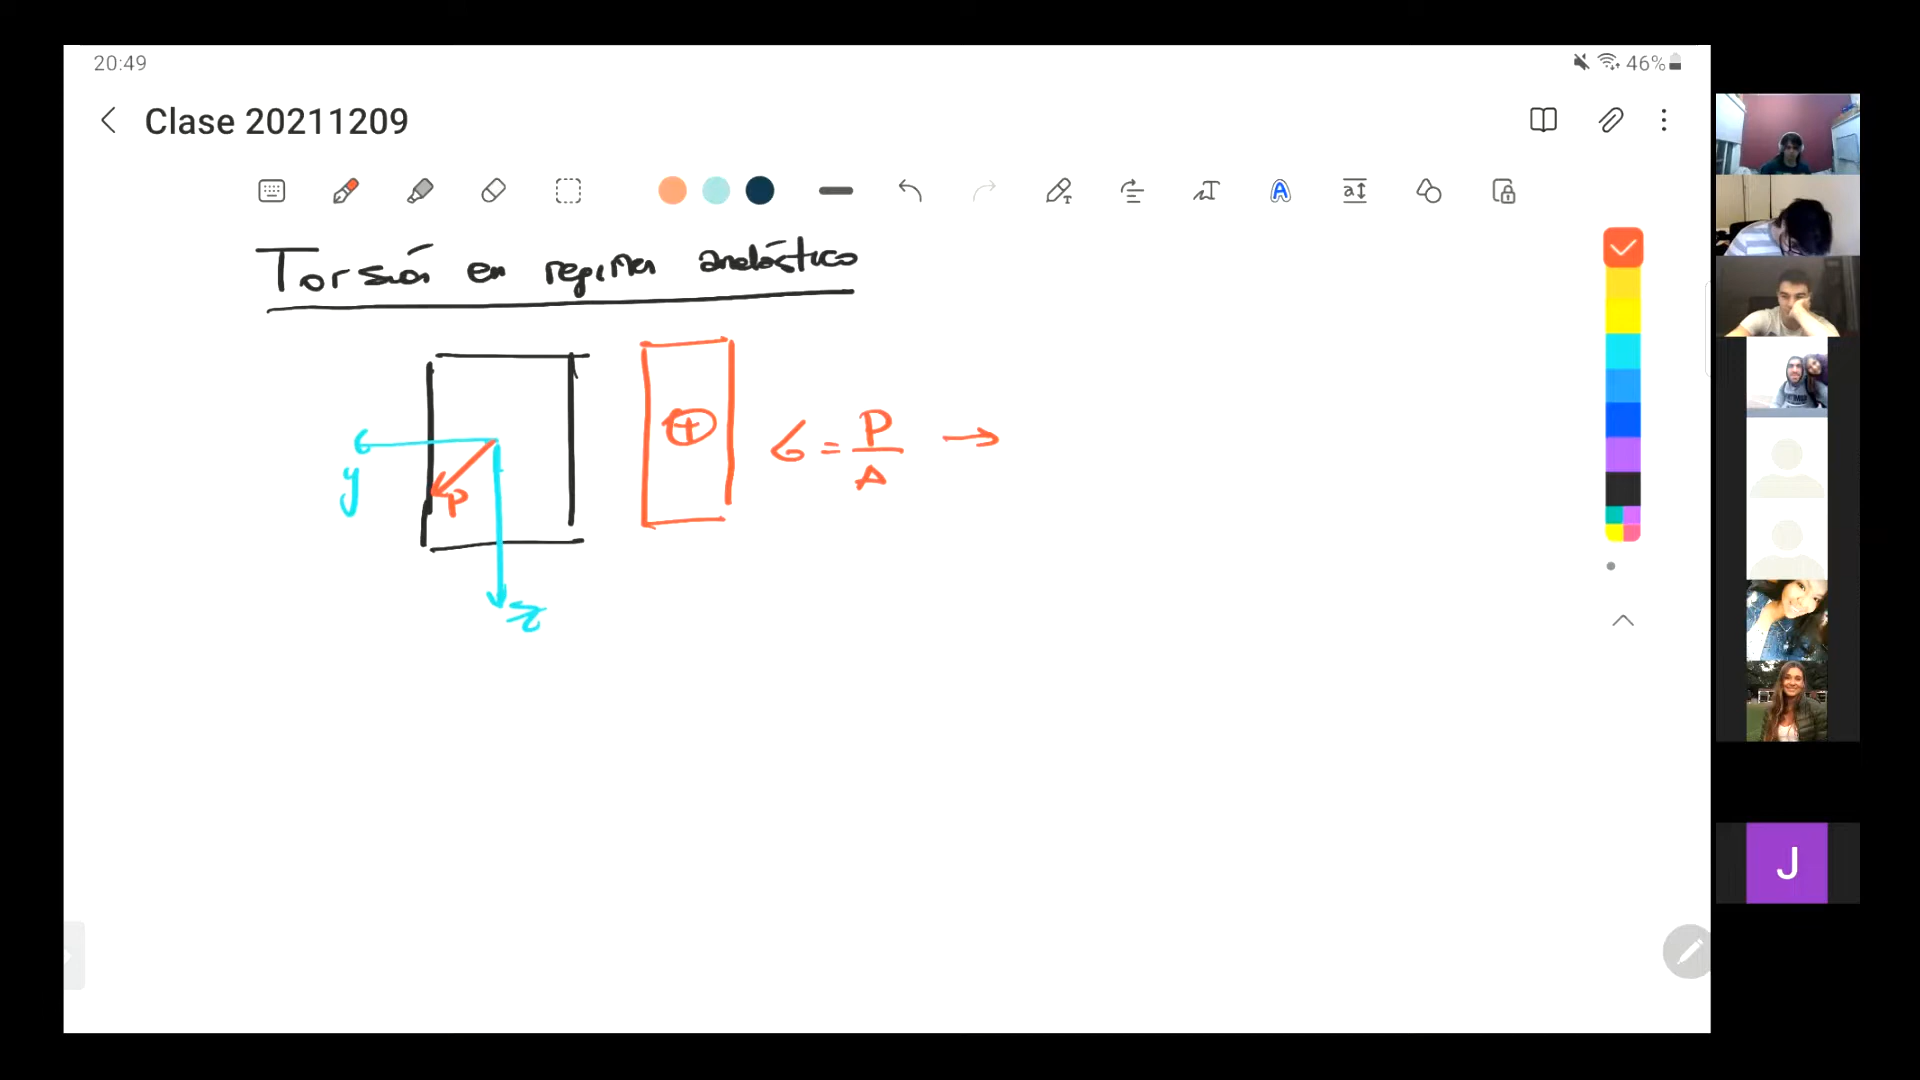 20:49
46%
Clase 20211209
Torsión en regimen anelástico
y
P
z
+
σ = P/A →
J